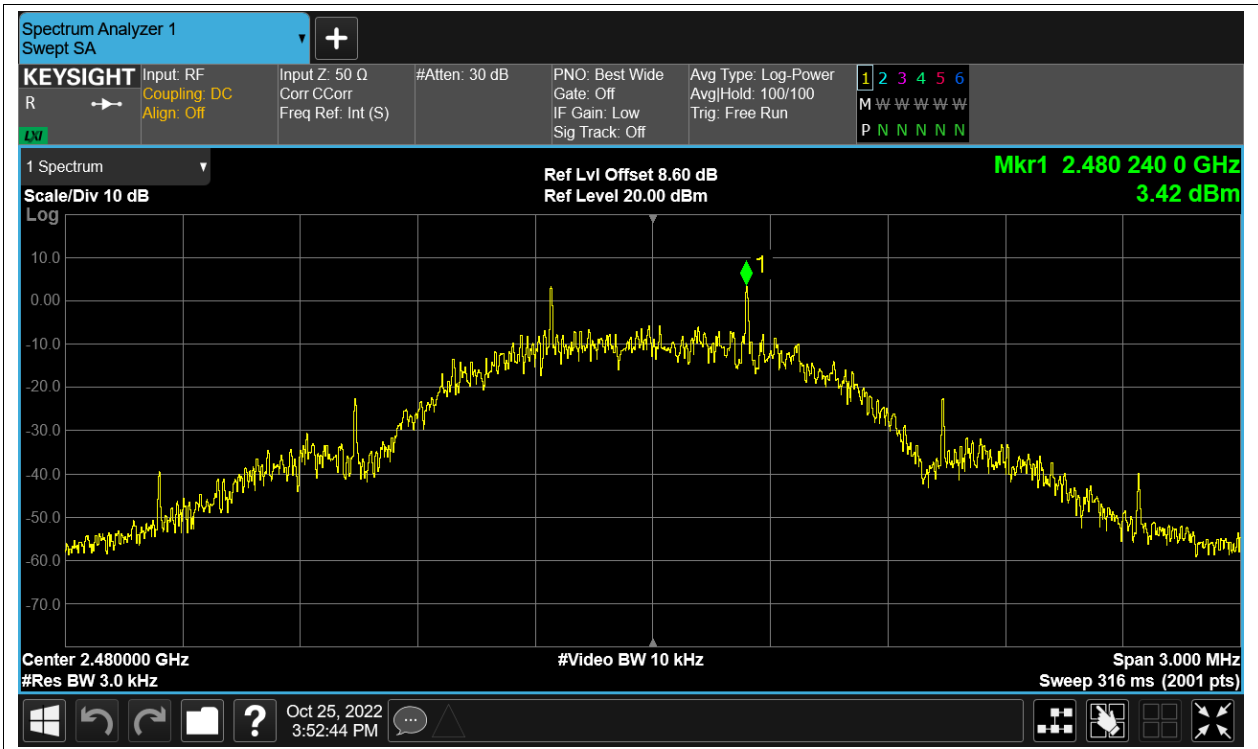 Spectrum Analyzer 1
Swept SA
+
KEYSIGHT
R
LXI
Input: RF
Coupling: DC
Align: Off
Input Z: 50 Ω
Corr CCorr
Freq Ref: Int (S)
#Atten: 30 dB
PNO: Best Wide
Gate: Off
IF Gain: Low
Sig Track: Off
Avg Type: Log-Power
Avg|Hold: 100/100
Trig: Free Run
1 2 3 4 5 6
M W W W W W
P N N N N N
1 Spectrum
Scale/Div 10 dB
Log
Ref Lvl Offset 8.60 dB
Ref Level 20.00 dBm
Mkr1 2.480 240 0 GHz
3.42 dBm
1
10.0
0.00
-10.0
-20.0
-30.0
-40.0
-50.0
-60.0
-70.0
Center 2.480000 GHz
#Res BW 3.0 kHz
#Video BW 10 kHz
Span 3.000 MHz
Sweep 316 ms (2001 pts)
?
Oct 25, 2022
3:52:44 PM